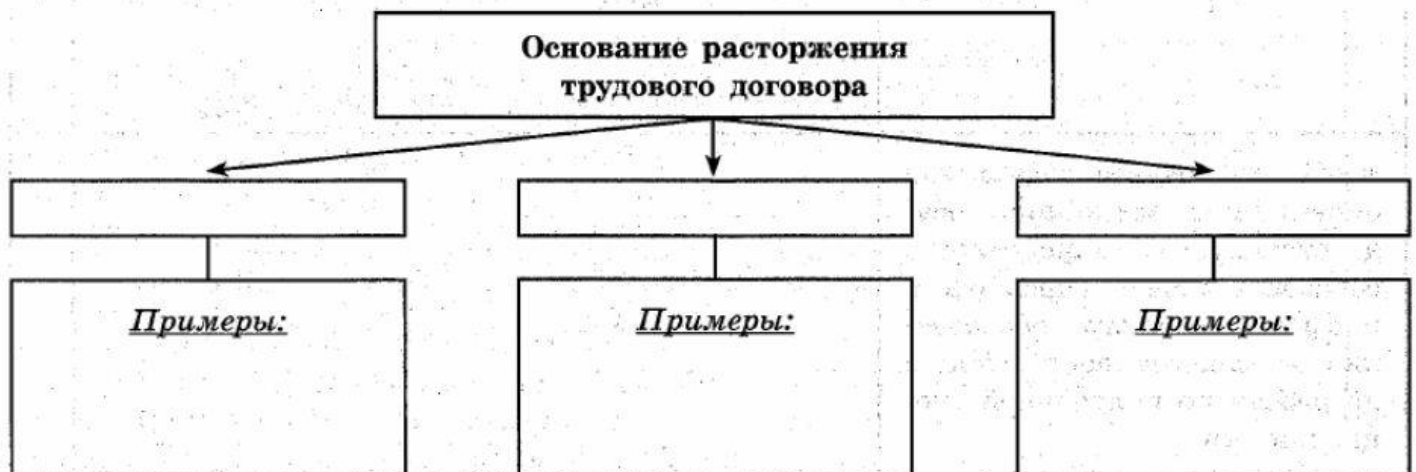 Основание расторжения
трудового договора
Примеры:
Примеры:
Примеры: